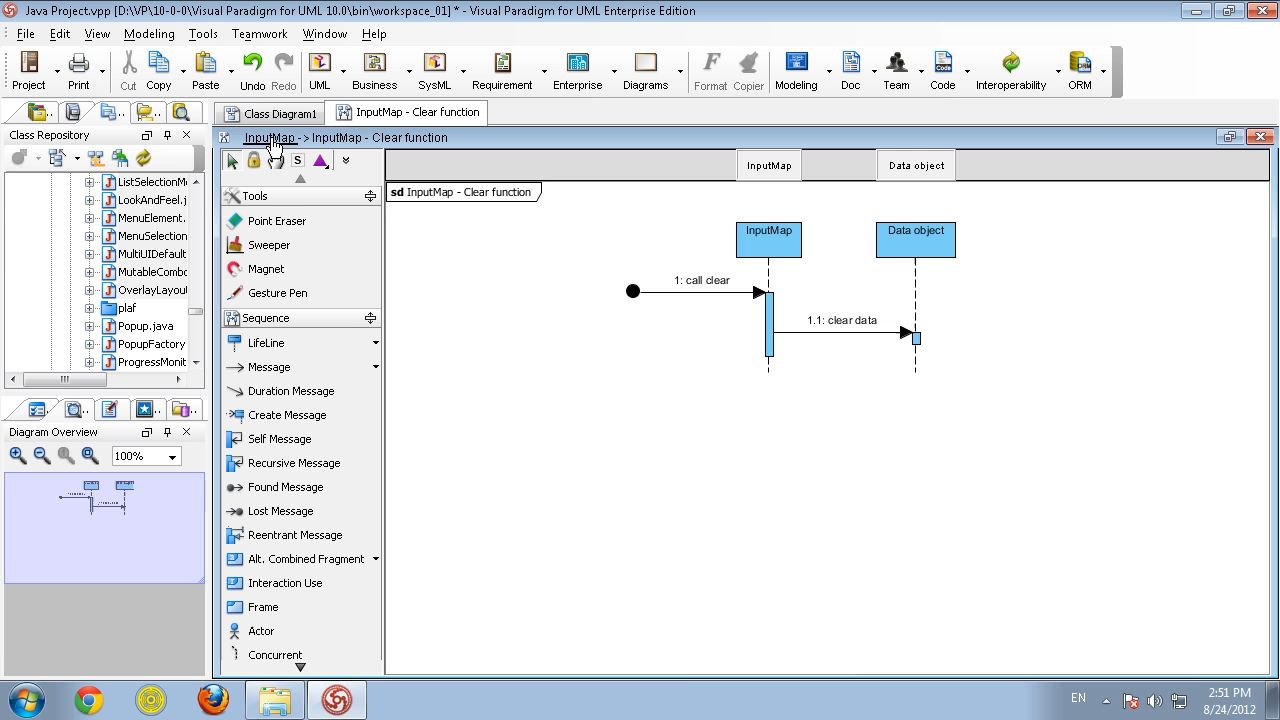 Java Project.vpp [D:\VP\10-0-0\Visual Paradigm for UML 10.0\bin\workspace_01] * - Visual Paradigm for UML Enterprise Edition
File Edit View Modeling Tools Teamwork Window Help
Project Print Cut Copy Paste Undo Redo UML Business SysML Requirement Enterprise Diagrams Format Copier Modeling Doc Team Code Interoperability ORM
Class Diagram1 InputMap - Clear function
Class Repository
InputMap -> InputMap - Clear function
ListSelectionM
LookAndFeel.j
MenuElement.
MenuSelection
MultiUIDefault
MutableCombo
OverlayLayout
plaf
Popup.java
PopupFactory
ProgressMonit
Diagram Overview
100%
S
Tools
Point Eraser
Sweeper
Magnet
Gesture Pen
Sequence
LifeLine
Message
Duration Message
Create Message
Self Message
Recursive Message
Found Message
Lost Message
Reentrant Message
Alt. Combined Fragment
Interaction Use
Frame
Actor
Concurrent
InputMap Data object
sd InputMap - Clear function
InputMap Data object
1: call clear
1.1: clear data
EN
2:51 PM
8/24/2012